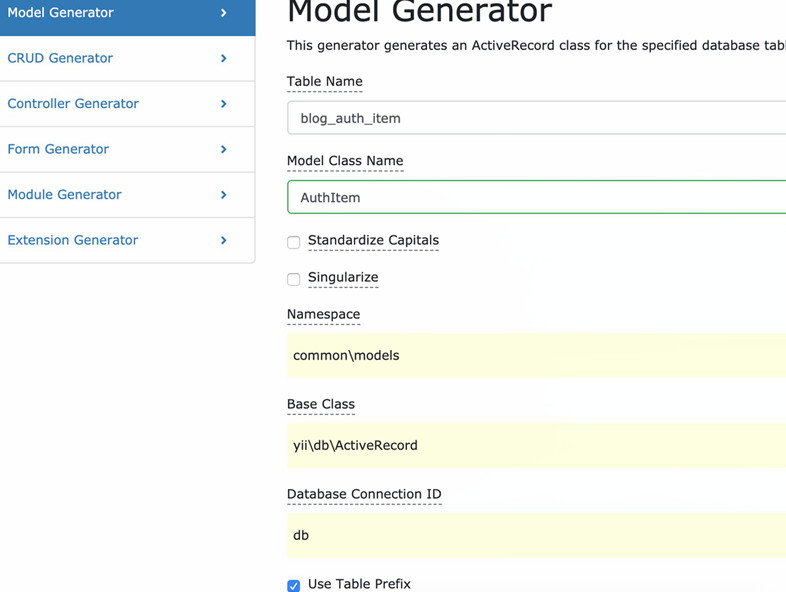 Model Generator
CRUD Generator
Controller Generator
Form Generator
Module Generator
Extension Generator
Model Generator
This generator generates an ActiveRecord class for the specified database tabl
Table Name
blog_auth_item
Model Class Name
AuthItem
Standardize Capitals
Singularize
Namespace
common\models
Base Class
yii\db\ActiveRecord
Database Connection ID
db
Use Table Prefix